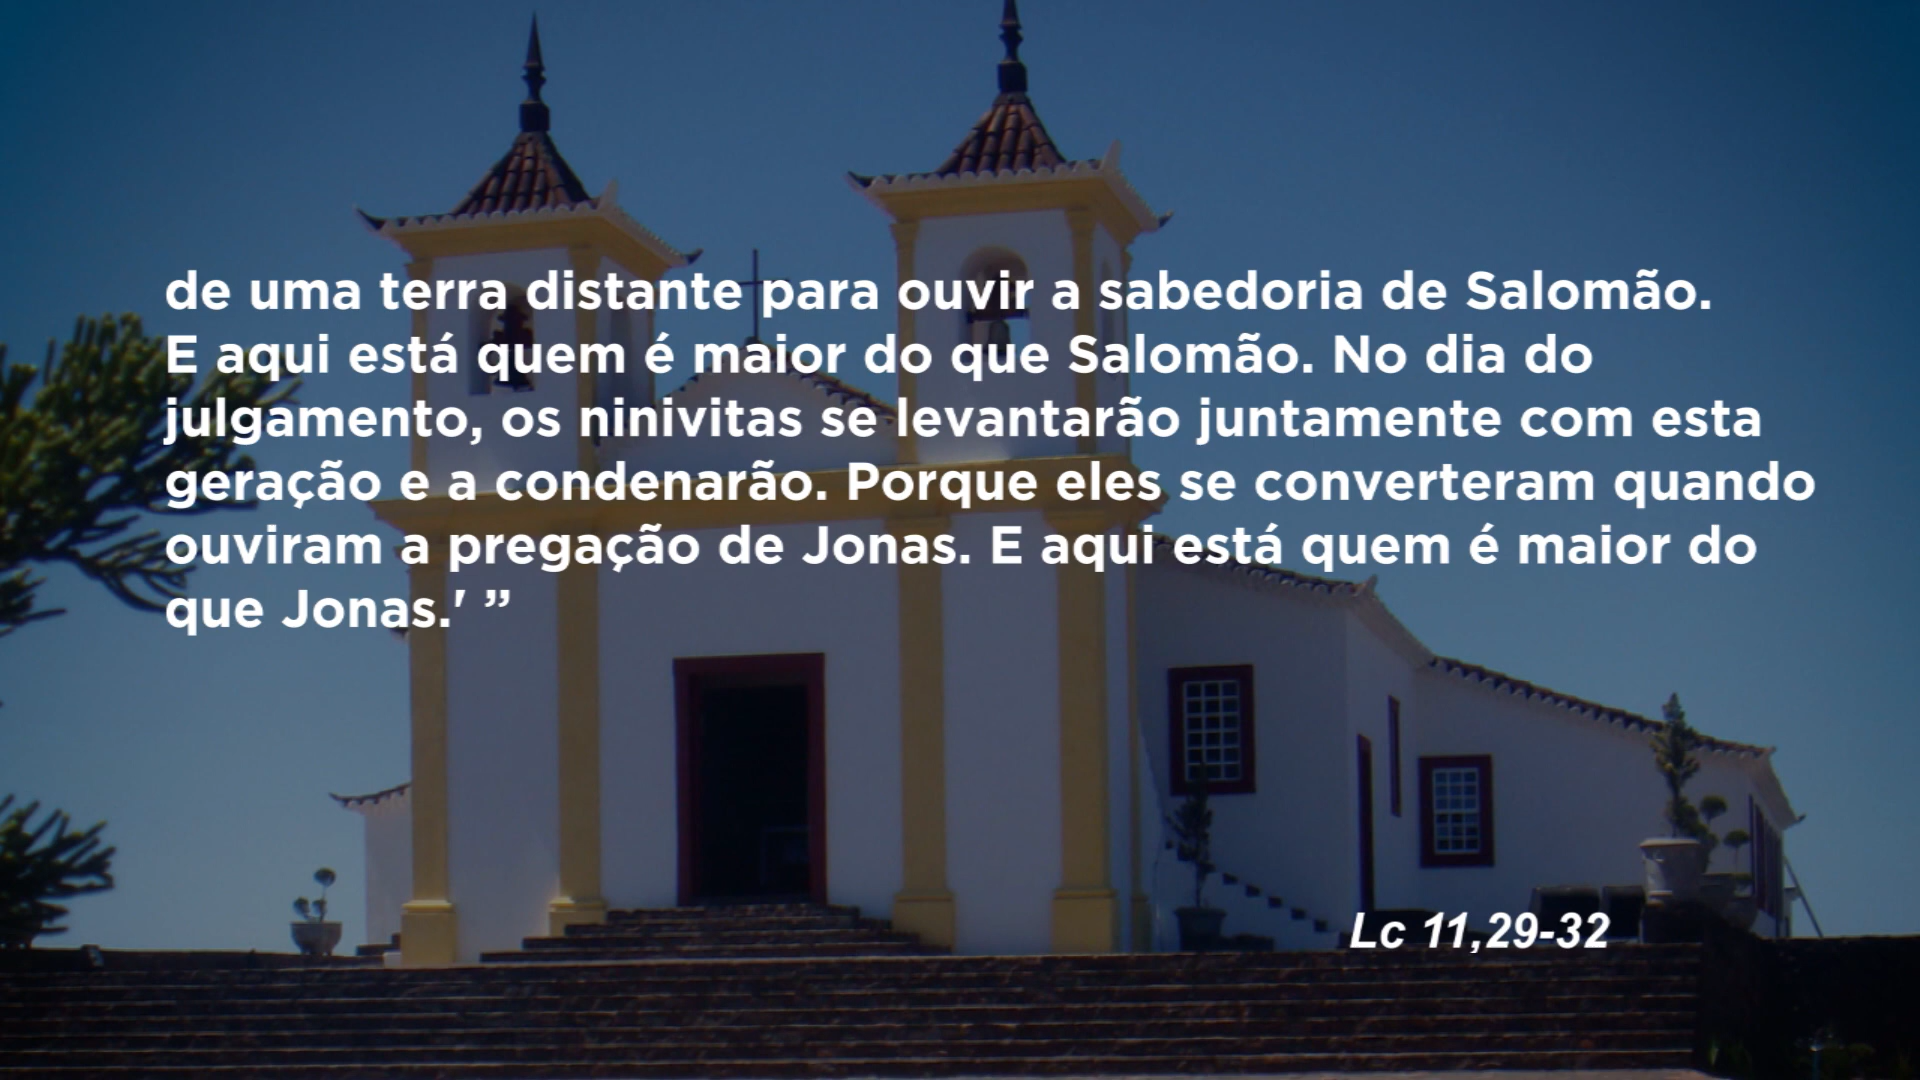 de uma terra distante para ouvir a sabedoria de Salomão.
E aqui está quem é maior do que Salomão. No dia do
julgamento, os ninivitas se levantarão juntamente com esta
geração e a condenarão. Porque eles se converteram quando
ouviram a pregação de Jonas. E aqui está quem é maior do
que Jonas.' ”
Lc 11,29-32